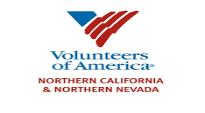 Volunteers
of America®
NORTHERN CALIFORNIA
& NORTHERN NEVADA